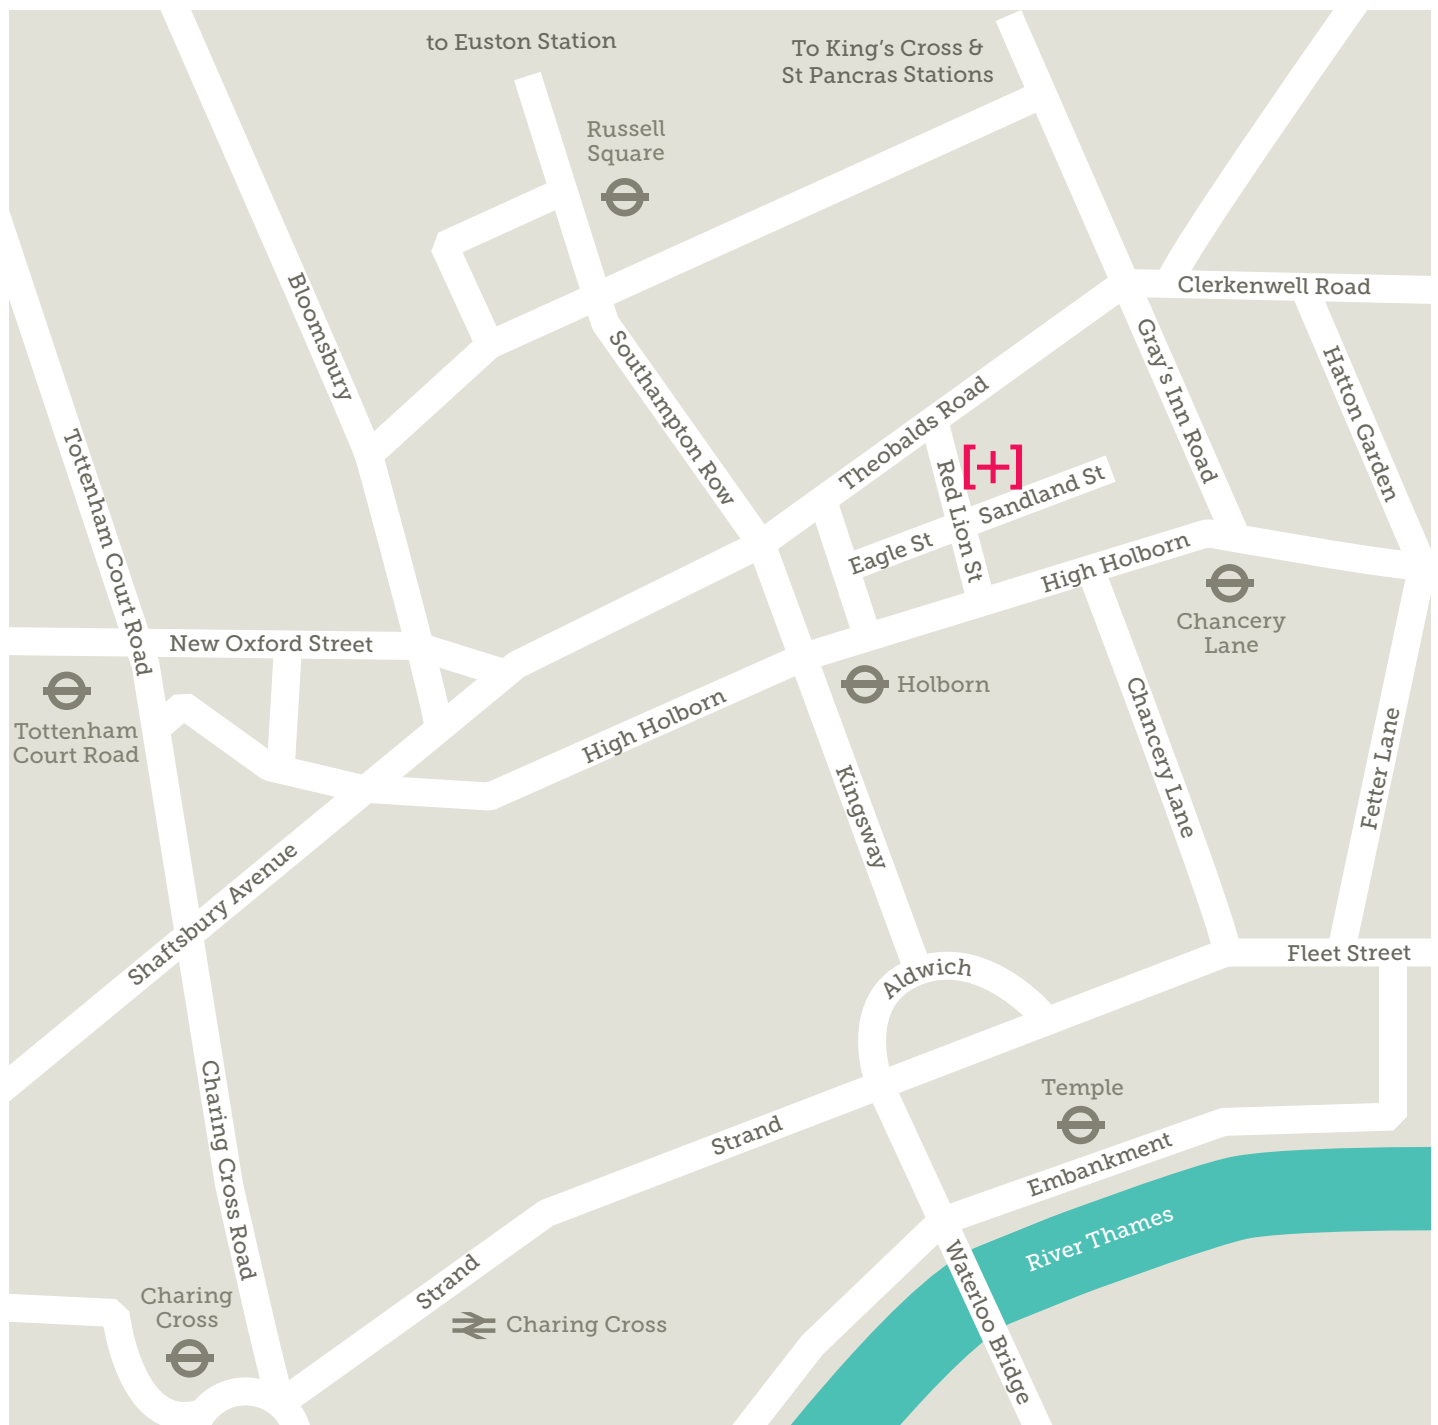 to Euston Station
To King's Cross &
St Pancras Stations
Russell
Square
Bloomsbury
Clerkenwell Road
Southampton Row
Gray's Inn Road
Hatton Garden
Theobalds Road
Tottenham Court Road
[+]
Red Lion St
Sandland St
Eagle St
High Holborn
Chancery
Lane
New Oxford Street
Holborn
Tottenham
Court Road
High Holborn
Chancery Lane
Fetter Lane
Kingsway
Shaftsbury Avenue
Fleet Street
Aldwich
Charing Cross Road
Temple
Strand
Embankment
River Thames
Waterloo Bridge
Strand
Charing
Cross
Charing Cross